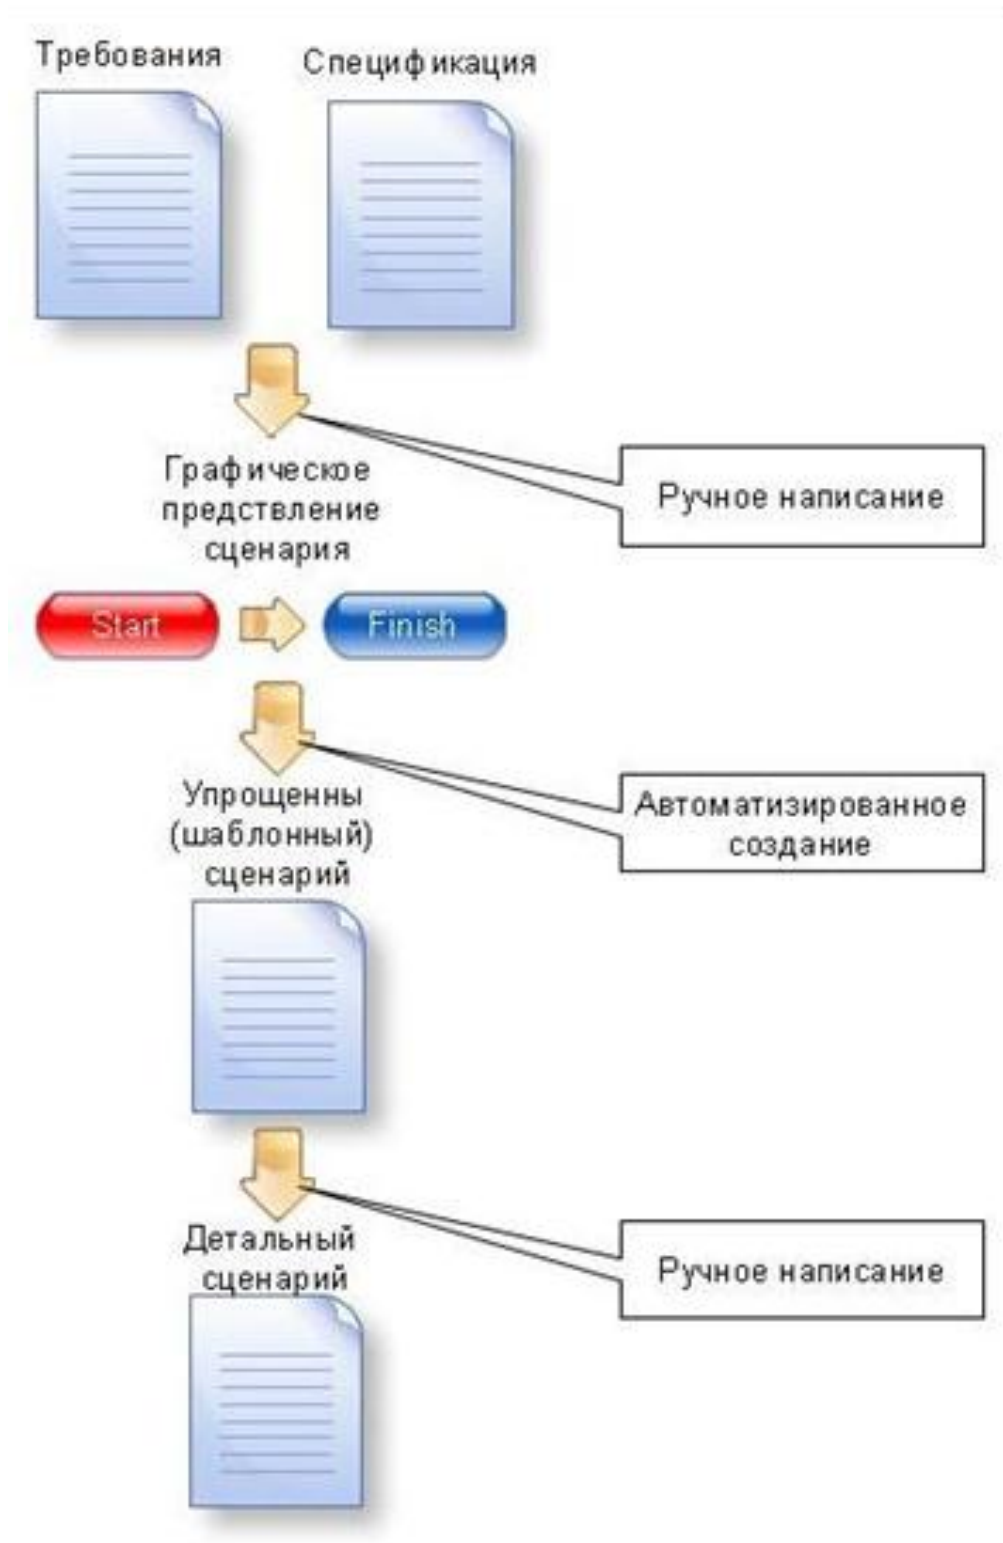 Требования
Спецификация
Графическое
предствление
сценария
Ручное написание
Start
Finish
Упрощенны
(шаблонный)
сценарий
Автоматизированное
создание
Детальный
сценарий
Ручное написание